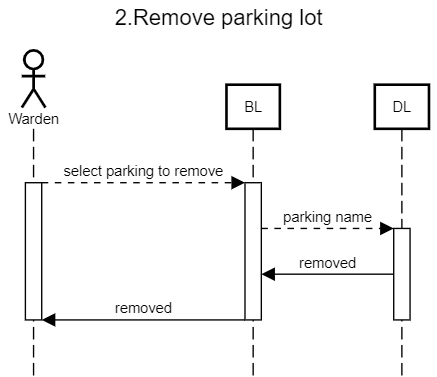 2.Remove parking lot
Warden
BL
DL
select parking to remove
parking name
removed
removed